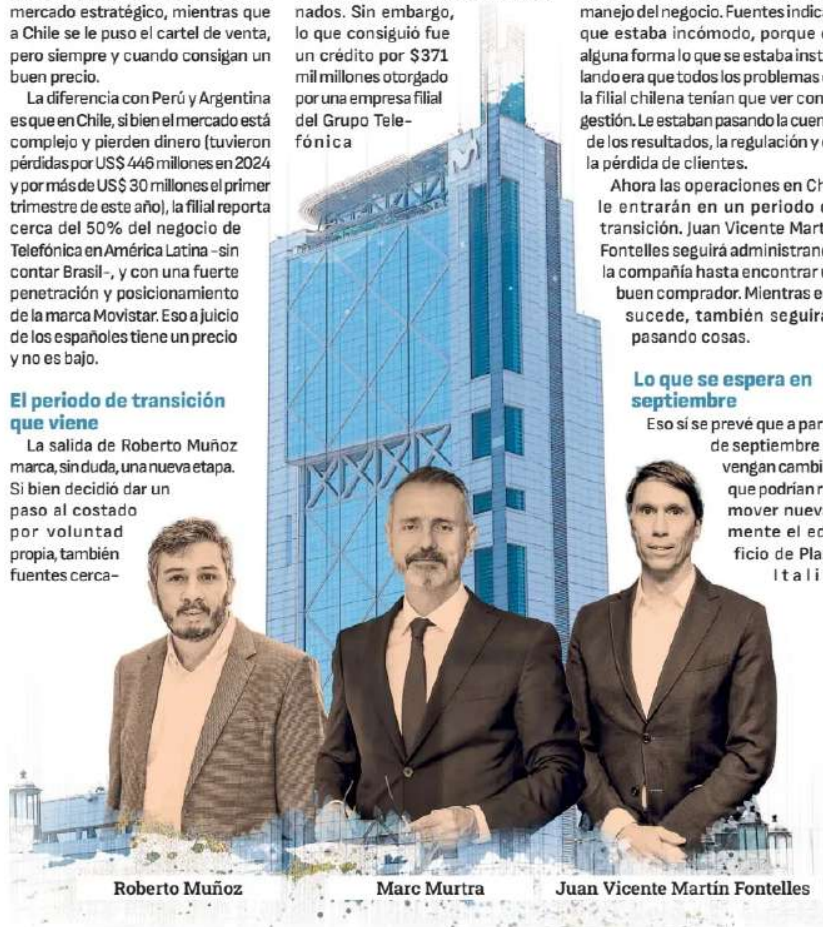 mercado estratégico, mientras que
a Chile se le puso el cartel de venta,
pero siempre y cuando consigan un
buen precio.
La diferencia con Perú y Argentina
es que en Chile, si bien el mercado está
complejo y pierden dinero (tuvieron
pérdidas por US$ 446 millones en 2024
y por más de US$ 30 millones el primer
trimestre de este año), la filial reporta
cerca del 50% del negocio de
Telefónica en América Latina -sin
contar Brasil-, y con una fuerte
penetración y posicionamiento
de la marca Movistar. Eso a juicio
de los españoles tiene un precio
y no es bajo.
El periodo de transición
que viene
La salida de Roberto Muñoz
marca, sin duda, una nueva etapa.
Si bien decidió dar un
paso al costado
por voluntad
propia, también
fuentes cerca-
nados. Sin embargo,
lo que consiguió fue
un crédito por $371
mil millones otorgado
por una empresa filial
del Grupo Tele-
fónica
manejo del negocio. Fuentes indica
que estaba incómodo, porque
alguna forma lo que se estaba inst
lando era que todos los problemas
la filial chilena tenían que ver con
gestión. Le estaban pasando la cuen
de los resultados, la regulación y
la pérdida de clientes.
Ahora las operaciones en Ch
le entrarán en un periodo
transición. Juan Vicente Mart
Fontelles seguirá administran
la compañía hasta encontrar
buen comprador. Mientras e
sucede, también seguirá
pasando cosas.
Lo que se espera en
septiembre
Eso sí se prevé que a par
de septiembre
vengan cambi
que podrían r
mover nueva
mente el ed
ficio de Pla
Itali
Roberto Muñoz
Marc Murtra
Juan Vicente Martín Fontelles